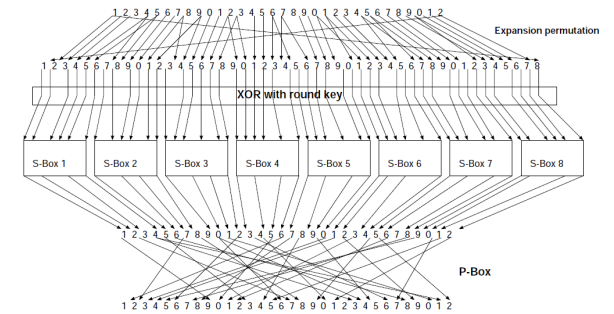 1 2 3 4 5 6 7 8 9 0 1 2 3 4 5 6 7 8 9 0 1 2 3 4 5 6 7 8 9 0 1 2
Expansion permutation
1 2 3 4 5 6 7 8 9 0 1 2 3 4 5 6 7 8 9 0 1 2 3 4 5 6 7 8 9 0 1 2 3 4 5 6 7 8 9 0 1 2 3 4 5 6 7 8
XOR with round key
S-Box 1 S-Box 2 S-Box 3 S-Box 4 S-Box 5 S-Box 6 S-Box 7 S-Box 8
1 2 3 4 5 6 7 8 9 0 1 2 3 4 5 6 7 8 9 0 1 2 3 4 5 6 7 8 9 0 1 2
P-Box
1 2 3 4 5 6 7 8 9 0 1 2 3 4 5 6 7 8 9 0 1 2 3 4 5 6 7 8 9 0 1 2